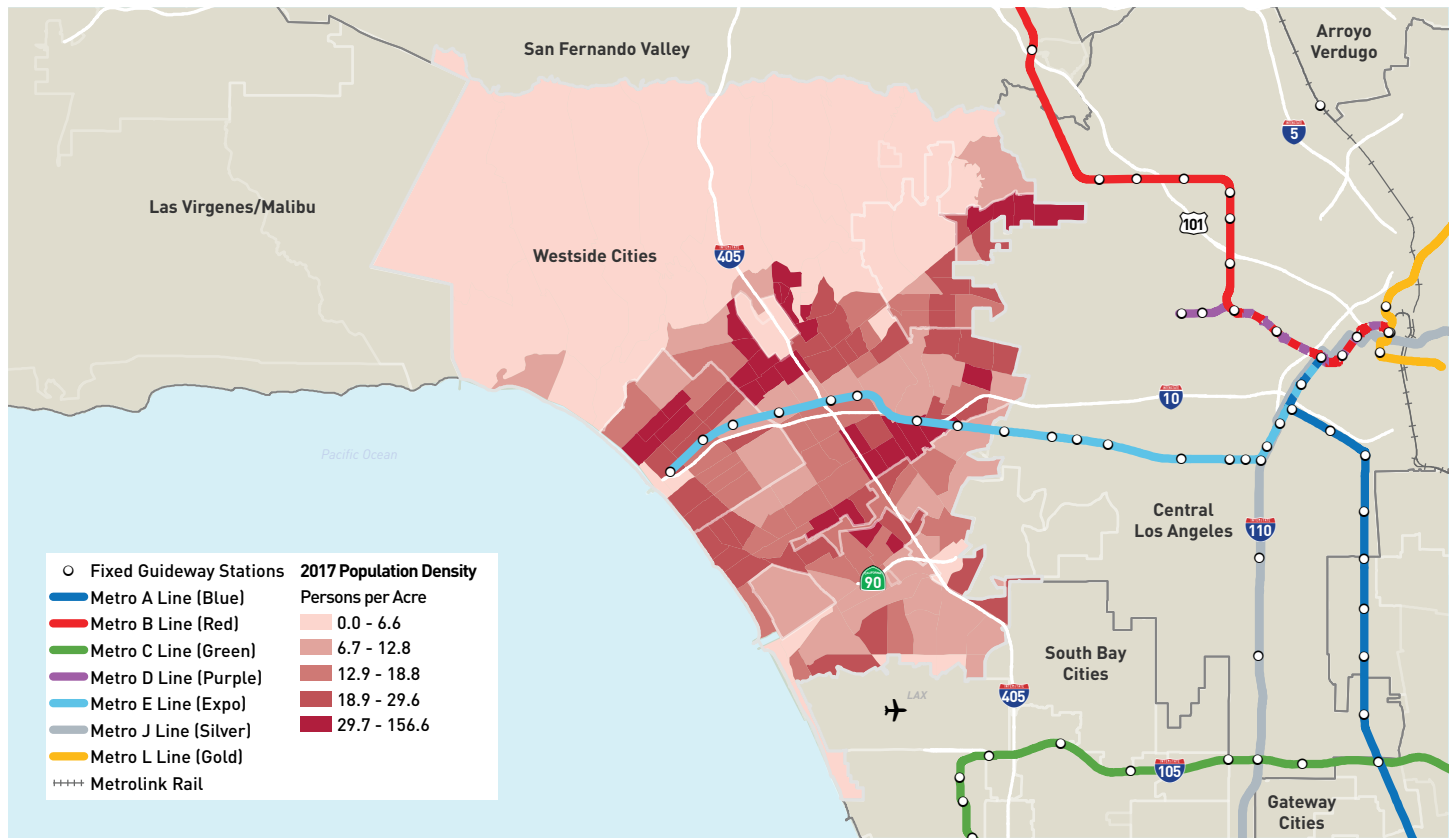 San Fernando Valley
Arroyo
Verdugo
5
Las Virgenes/Malibu
101
Westside Cities
405
10
Pacific Ocean
Central
Los Angeles
110
90
South Bay
Cities
LAX
405
105
Gateway
Cities
Fixed Guideway Stations
Metro A Line (Blue)
Metro B Line (Red)
Metro C Line (Green)
Metro D Line (Purple)
Metro E Line (Expo)
Metro J Line (Silver)
Metro L Line (Gold)
Metrolink Rail
2017 Population Density
Persons per Acre
0.0 - 6.6
6.7 - 12.8
12.9 - 18.8
18.9 - 29.6
29.7 - 156.6